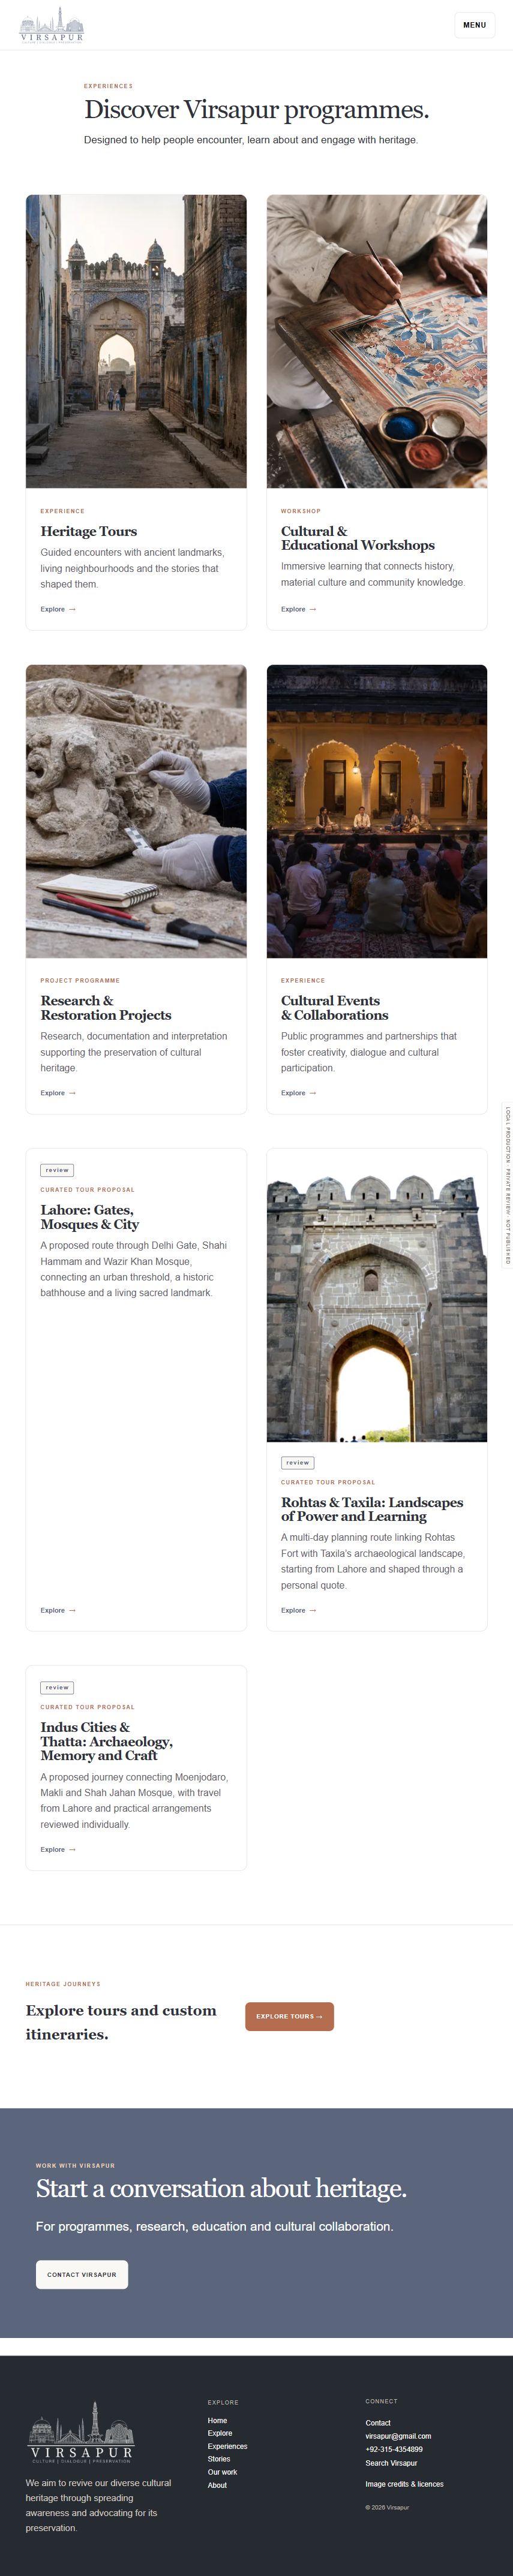 VIRSAPUR
MENU
EXPERIENCES
Discover Virsapur programmes.
Designed to help people encounter, learn about and engage with heritage.
EXPERIENCE
Heritage Tours
Guided encounters with ancient landmarks,
living neighbourhoods and the stories that
shaped them.
Explore →
WORKSHOP
Cultural &
Educational Workshops
Immersive learning that connects history,
material culture and community knowledge.
Explore →
PROJECT PROGRAMME
Research &
Restoration Projects
Research, documentation and interpretation
supporting the preservation of cultural
heritage.
Explore →
EXPERIENCE
Cultural Events
& Collaborations
Public programmes and partnerships that
foster creativity, dialogue and cultural
participation.
Explore →
LOCAL PRODUCTION · PRIVATE REVIEW · NOT PUBLISHED
review
CURATED TOUR PROPOSAL
Lahore: Gates,
Mosques & City
A proposed route through Delhi Gate, Shahi
Hammam and Wazir Khan Mosque,
connecting an urban threshold, a historic
bathhouse and a living sacred landmark.
Explore →
review
CURATED TOUR PROPOSAL
Rohtas & Taxila: Landscapes
of Power and Learning
A multi-day planning route linking Rohtas
Fort with Taxila's archaeological landscape,
starting from Lahore and shaped through a
personal quote.
Explore →
review
CURATED TOUR PROPOSAL
Indus Cities &
Thatta: Archaeology,
Memory and Craft
A proposed journey connecting Moenjodaro,
Makli and Shah Jahan Mosque, with travel
from Lahore and practical arrangements
reviewed individually.
Explore →
HERITAGE JOURNEYS
Explore tours and custom
itineraries.
EXPLORE TOURS →
WORK WITH VIRSAPUR
Start a conversation about heritage.
For programmes, research, education and cultural collaboration.
CONTACT VIRSAPUR
VIRSAPUR
CULTURE | DIALOGUE | PRESERVATION
We aim to revive our diverse cultural
heritage through spreading
awareness and advocating for its
preservation.
EXPLORE
Home
Explore
Experiences
Stories
Our work
About
CONNECT
Contact
virsapur@gmail.com
+92-315-4354899
Search Virsapur
Image credits & licences
© 2026 Virsapur